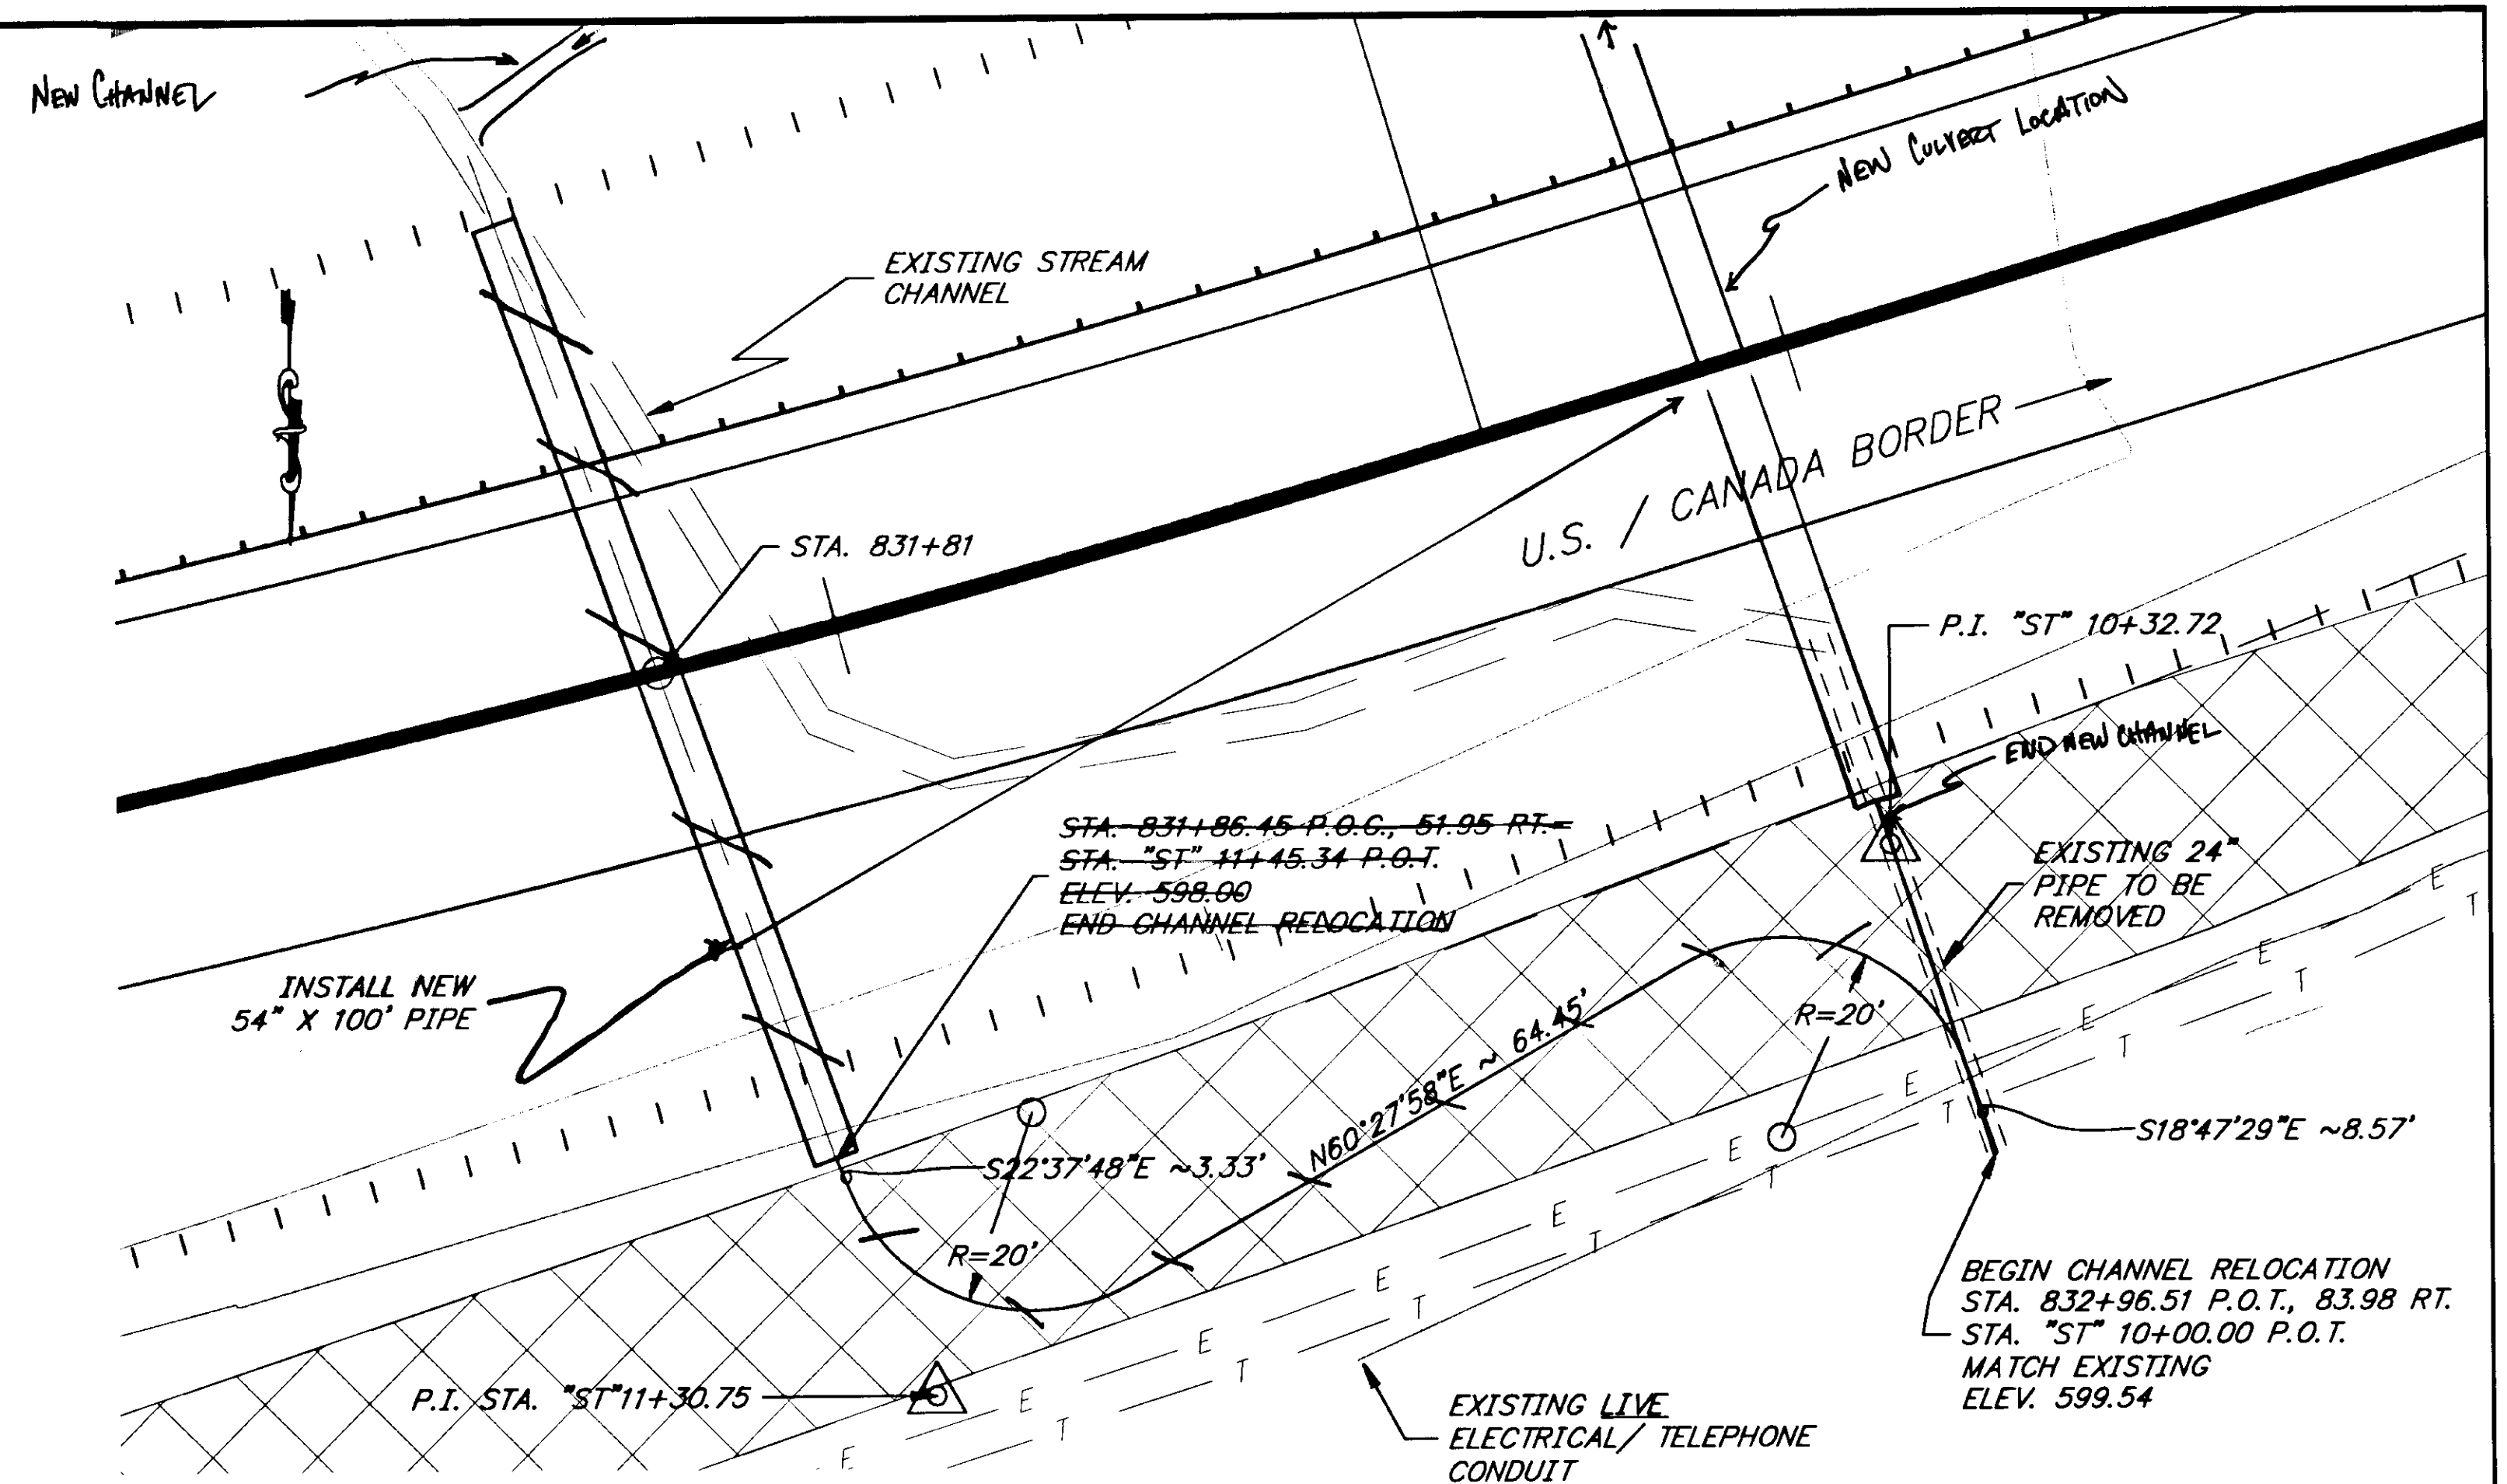 NEW CHANNEL
NEW CULVERT LOCATION
EXISTING STREAM
CHANNEL
STA. 831+81
U.S. / CANADA BORDER
P.I. "ST" 10+32.72
END NEW CHANNEL
STA. 831+86.45 P.O.C., 51.95 RT.=
STA. "ST" 11+45.34 P.O.T.
ELEV. 598.00
END CHANNEL RELOCATION
EXISTING 24"
PIPE TO BE
REMOVED
INSTALL NEW
54" X 100' PIPE
R=20'
N60°27'58"E ~ 64.45'
S22°37'48"E ~3.33'
S18°47'29"E ~8.57'
R=20'
BEGIN CHANNEL RELOCATION
STA. 832+96.51 P.O.T., 83.98 RT.
STA. "ST" 10+00.00 P.O.T.
MATCH EXISTING
ELEV. 599.54
P.I. STA. "ST"11+30.75
EXISTING LIVE
ELECTRICAL/ TELEPHONE
CONDUIT
E E E E E E E E E
T T T T T T T T T